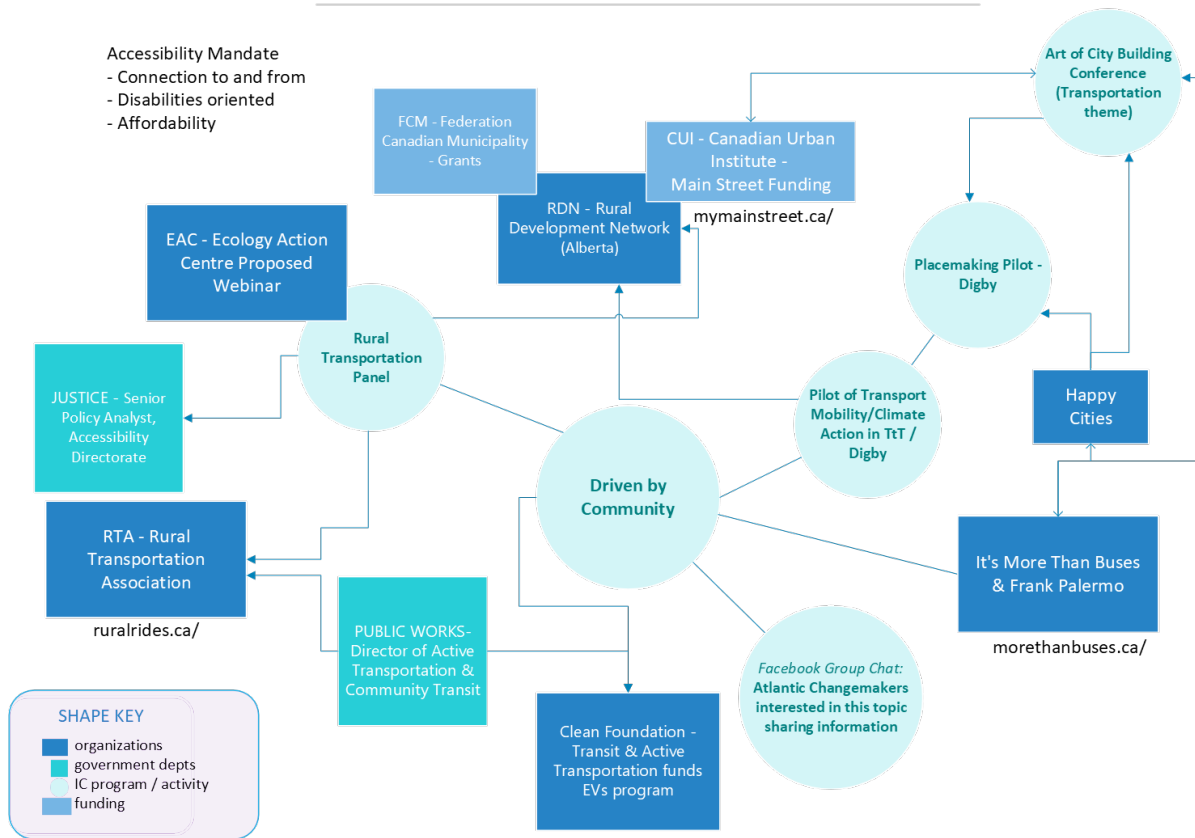 Accessibility Mandate
- Connection to and from
- Disabilities oriented
- Affordability
FCM - Federation
Canadian Municipality
- Grants
CUI - Canadian Urban
Institute -
Main Street Funding
mymainstreet.ca/
Art of City Building
Conference
(Transportation
theme)
RDN - Rural
Development Network
(Alberta)
EAC - Ecology Action
Centre Proposed
Webinar
Placemaking Pilot -
Digby
Rural
Transportation
Panel
JUSTICE - Senior
Policy Analyst,
Accessibility
Directorate
Pilot of Transport
Mobility/Climate
Action in TtT /
Digby
Happy
Cities
Driven by
Community
RTA - Rural
Transportation
Association
ruralrides.ca/
It's More Than Buses
& Frank Palermo
morethanbuses.ca/
PUBLIC WORKS-
Director of Active
Transportation &
Community Transit
Facebook Group Chat:
Atlantic Changemakers
interested in this topic
sharing information
Clean Foundation -
Transit & Active
Transportation funds
EVs program
SHAPE KEY
organizations
government depts
IC program / activity
funding